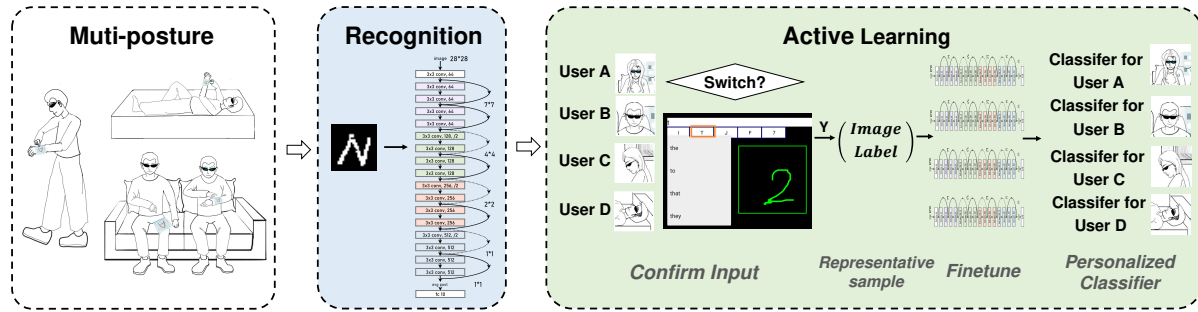 Muti-posture
Recognition
image 28*28
3x3 conv, 64
3x3 conv, 64
3x3 conv, 64
3x3 conv, 64
3x3 conv, 64
7*7
3x3 conv, 128, /2
3x3 conv, 128
3x3 conv, 128
3x3 conv, 128
4*4
3x3 conv, 256, /2
3x3 conv, 256
3x3 conv, 256
3x3 conv, 256
2*2
3x3 conv, 512, /2
3x3 conv, 512
3x3 conv, 512
3x3 conv, 512
1*1
avg pool
1*1
fc 10
N
Active Learning
User A
User B
User C
User D
Switch?
I T J F 7
the
to
that
they
2
Confirm Input
Y
(Image
Label)
Representative
sample
Finetune
Classifer for
User A
Classifer for
User B
Classifer for
User C
Classifer for
User D
Personalized
Classifier